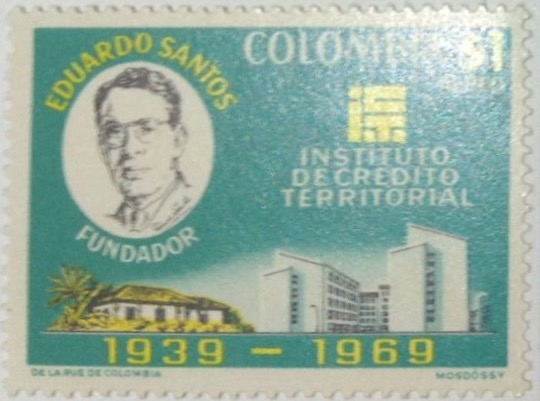 EDUARDO SANTOS
FUNDADOR
COLOMBIA $1
INSTITUTO
DE CREDITO
TERRITORIAL
1939 - 1969
DE LA RUE DE COLOMBIA
MOSDÓSSY